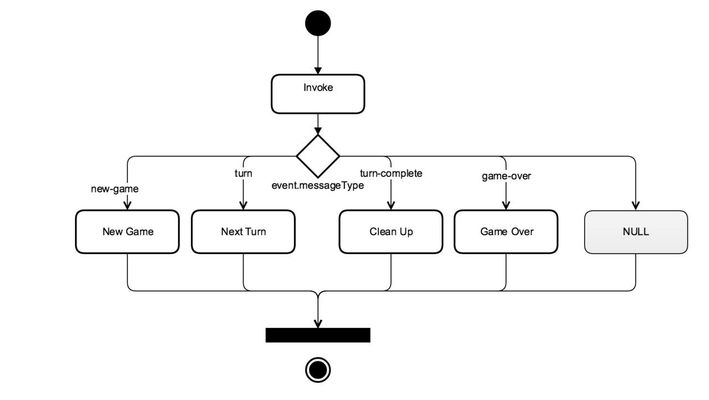 Invoke
event.messageType
new-game
turn
turn-complete
game-over
New Game
Next Turn
Clean Up
Game Over
NULL